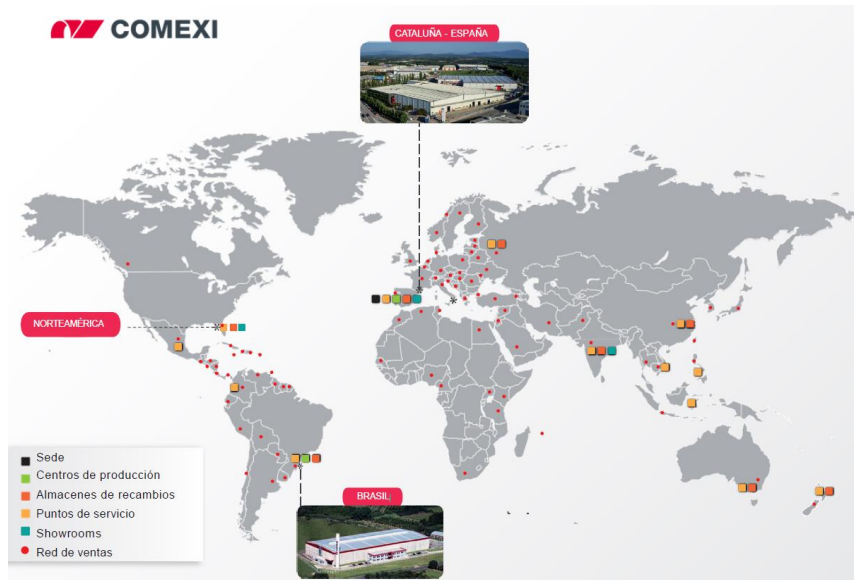 COMEXI
CATALUÑA - ESPAÑA
NORTEAMÉRICA
BRASIL
Sede
Centros de producción
Almacenes de recambios
Puntos de servicio
Showrooms
Red de ventas